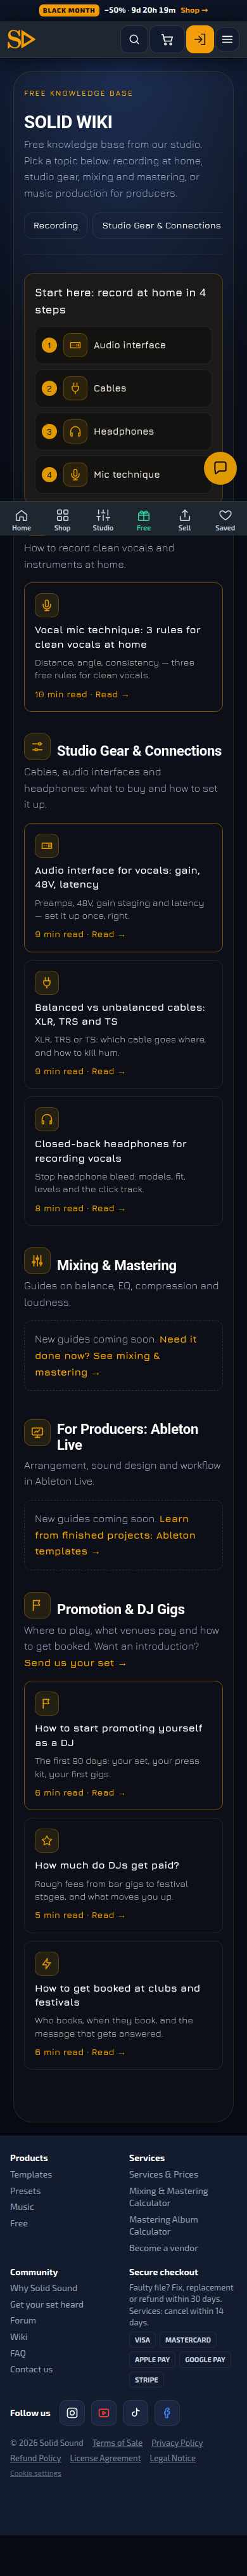 BLACK MONTH -50% · 9d 20h 19m Shop →
SD
FREE KNOWLEDGE BASE
SOLID WIKI
Free knowledge base from our studio.
Pick a topic below: recording at home,
studio gear, mixing and mastering, or
music production for producers.
Recording
Studio Gear & Connections
Start here: record at home in 4
steps
1 Audio interface
2 Cables
3 Headphones
4 Mic technique
Home Shop Studio Free Sell Saved
How to record clean vocals and
instruments at home.
Vocal mic technique: 3 rules for
clean vocals at home
Distance, angle, consistency — three
free rules for clean vocals.
10 min read · Read →
Studio Gear & Connections
Cables, audio interfaces and
headphones: what to buy and how to set
it up.
Audio interface for vocals: gain,
48V, latency
Preamps, 48V, gain staging and latency
— set it up once, right.
9 min read · Read →
Balanced vs unbalanced cables:
XLR, TRS and TS
XLR, TRS or TS: which cable goes where,
and how to kill hum.
9 min read · Read →
Closed-back headphones for
recording vocals
Stop headphone bleed: models, fit,
levels and the click track.
8 min read · Read →
Mixing & Mastering
Guides on balance, EQ, compression and
loudness.
New guides coming soon. Need it
done now? See mixing &
mastering →
For Producers: Ableton
Live
Arrangement, sound design and workflow
in Ableton Live.
New guides coming soon. Learn
from finished projects: Ableton
templates →
Promotion & DJ Gigs
Where to play, what venues pay and how
to get booked. Want an introduction?
Send us your set →
How to start promoting yourself
as a DJ
The first 90 days: your set, your press
kit, your first gigs.
6 min read · Read →
How much do DJs get paid?
Rough fees from bar gigs to festival
stages, and what moves you up.
5 min read · Read →
How to get booked at clubs and
festivals
Who books, when they book, and the
message that gets answered.
6 min read · Read →
Products
Templates
Presets
Music
Free
Services
Services & Prices
Mixing & Mastering
Calculator
Mastering Album
Calculator
Become a vendor
Community
Why Solid Sound
Get your set heard
Forum
Wiki
FAQ
Contact us
Secure checkout
Faulty file? Fix, replacement
or refund within 30 days.
Services: cancel within 14
days.
VISA MASTERCARD
APPLE PAY GOOGLE PAY
STRIPE
Follow us
© 2026 Solid Sound Terms of Sale Privacy Policy
Refund Policy License Agreement Legal Notice
Cookie settings